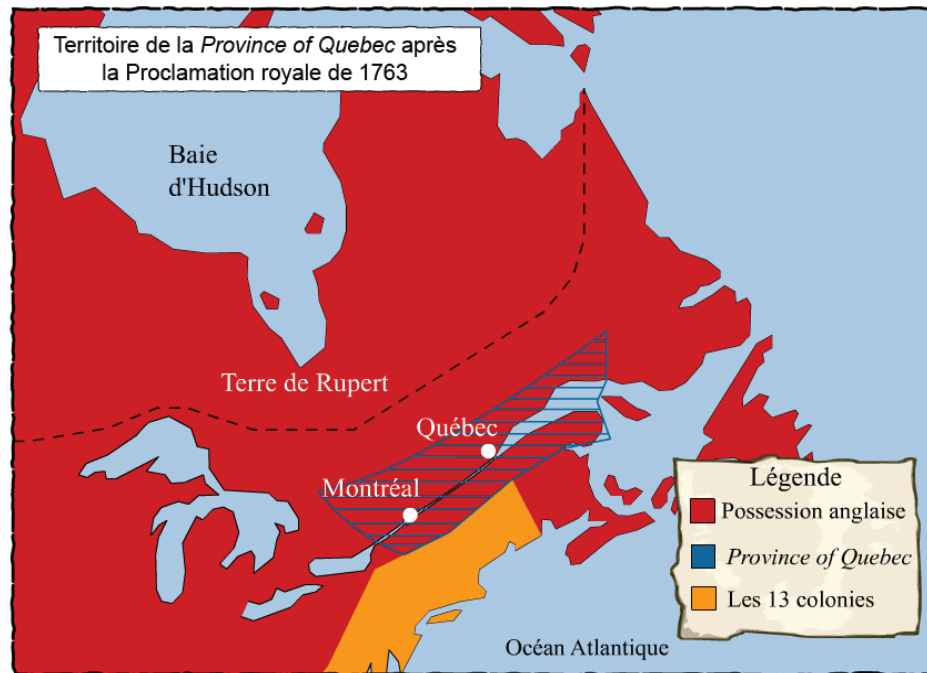 Territoire de la Province of Quebec après
la Proclamation royale de 1763
Baie
d'Hudson
Terre de Rupert
Québec
Montréal
Légende
Possession anglaise
Province of Quebec
Les 13 colonies
Océan Atlantique